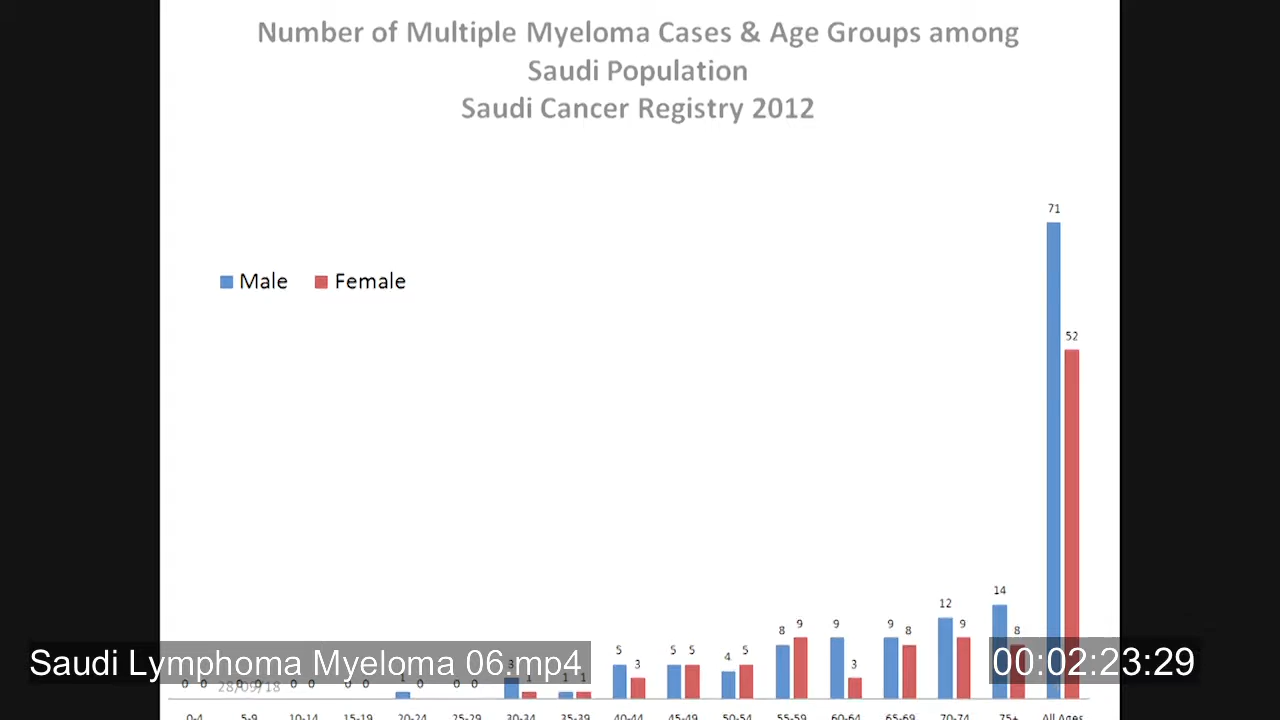 Number of Multiple Myeloma Cases & Age Groups among
Saudi Population
Saudi Cancer Registry 2012
71
Male Female
52
14
12
8 9 9 9 8 9 8
5 3 5 5 4 5 3
3 1 1 1
0 0 0 0 0 0 0 0 1 0 0 0
Saudi Lymphoma Myeloma 06.mp4
00:02:23:29
28/09/18
0-4 5-9 10-14 15-19 20-24 25-29 30-34 35-39 40-44 45-49 50-54 55-59 60-64 65-69 70-74 75+ All Ages